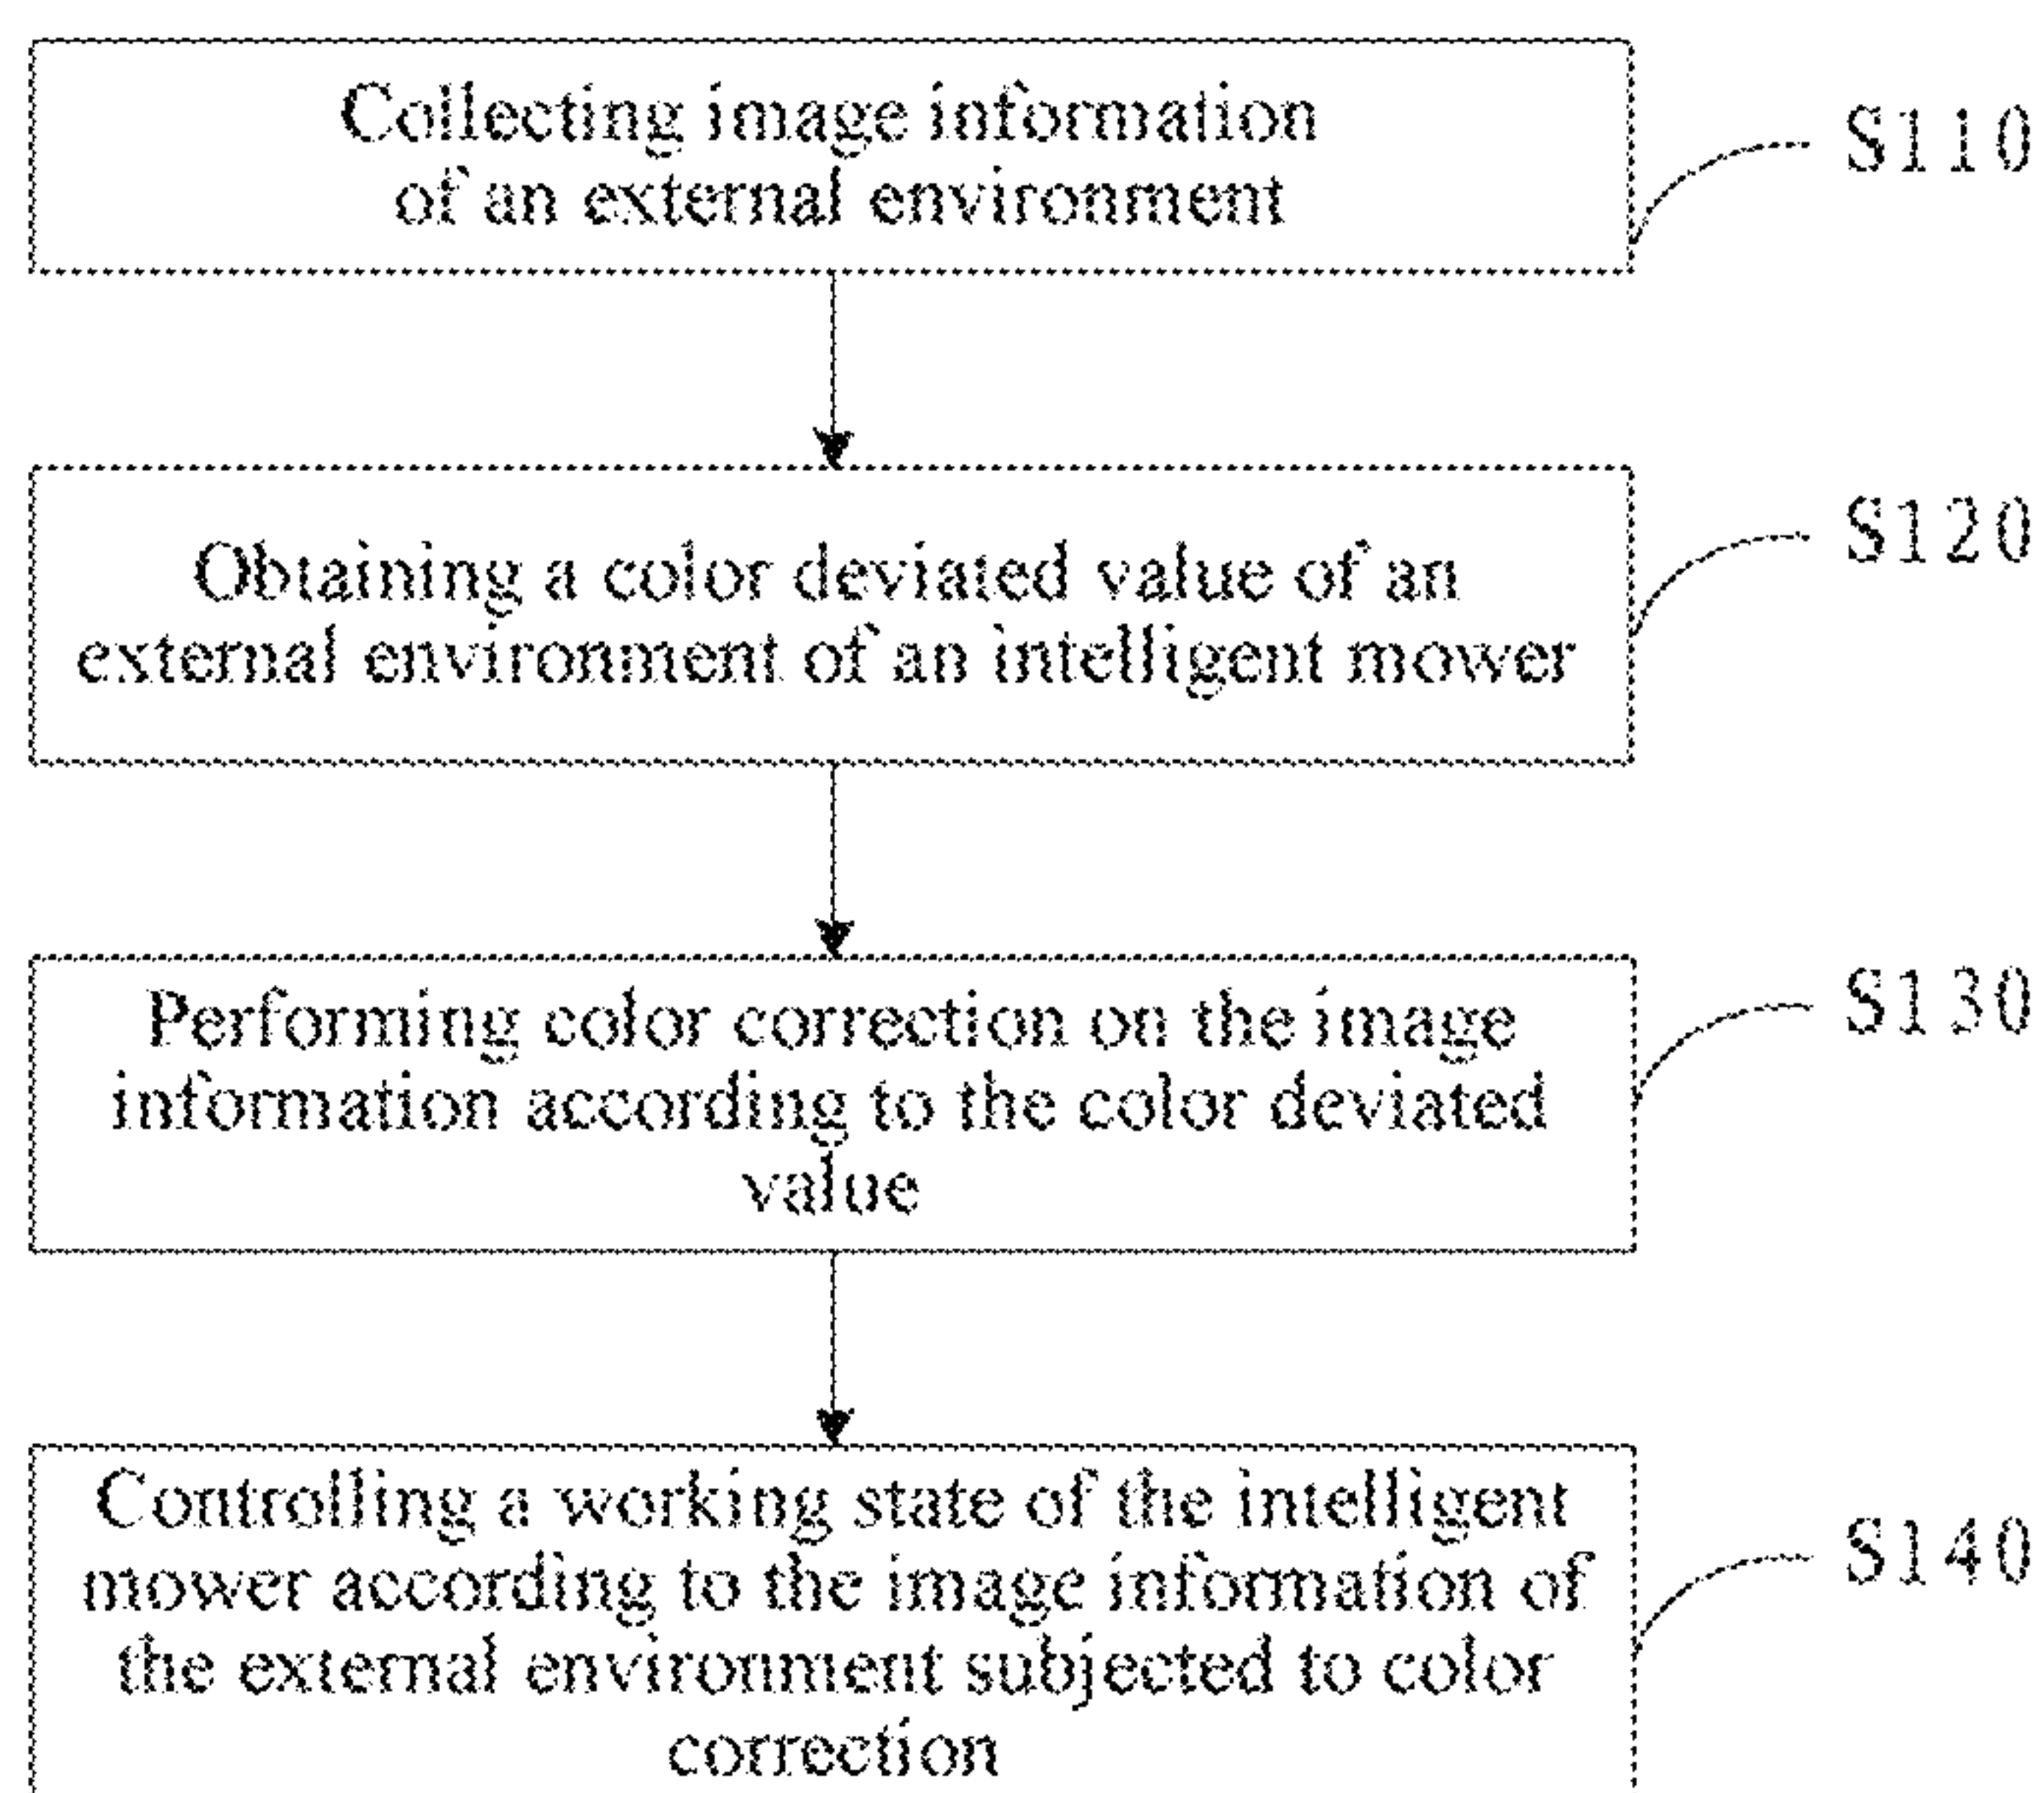 Collecting image information
of an external environment
S110
Obtaining a color deviated value of an
external environment of an intelligent mower
S120
Performing color correction on the image
information according to the color deviated
value
S130
Controlling a working state of the intelligent
mower according to the image information of
the external environment subjected to color
correction
S140